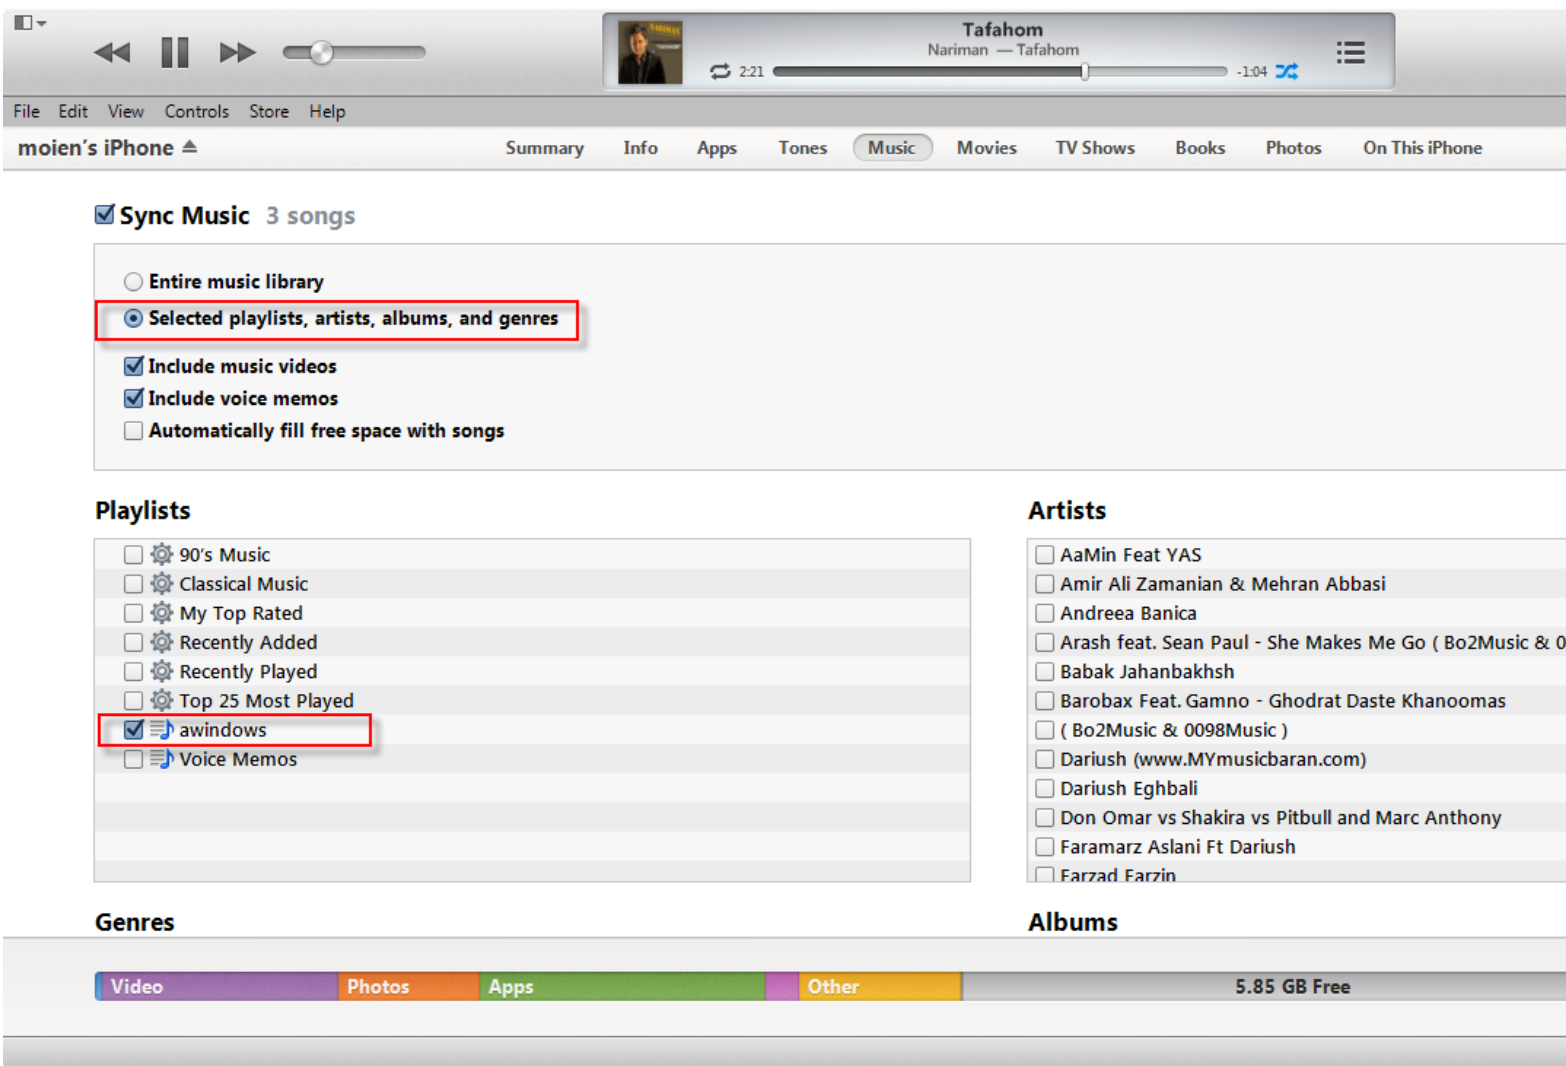 Tafahom
Nariman — Tafahom
2:21
-1:04
File Edit View Controls Store Help
moien's iPhone
Summary Info Apps Tones Music Movies TV Shows Books Photos On This iPhone
Sync Music 3 songs
Entire music library
Selected playlists, artists, albums, and genres
Include music videos
Include voice memos
Automatically fill free space with songs
Playlists
90's Music
Classical Music
My Top Rated
Recently Added
Recently Played
Top 25 Most Played
awindows
Voice Memos
Artists
AaMin Feat YAS
Amir Ali Zamanian & Mehran Abbasi
Andreea Banica
Arash feat. Sean Paul - She Makes Me Go ( Bo2Music & 0
Babak Jahanbakhsh
Barobax Feat. Gamno - Ghodrat Daste Khanoomas
( Bo2Music & 0098Music )
Dariush (www.MYmusicbaran.com)
Dariush Eghbali
Don Omar vs Shakira vs Pitbull and Marc Anthony
Faramarz Aslani Ft Dariush
Farzad Farzin
Genres
Albums
Video Photos Apps Other 5.85 GB Free